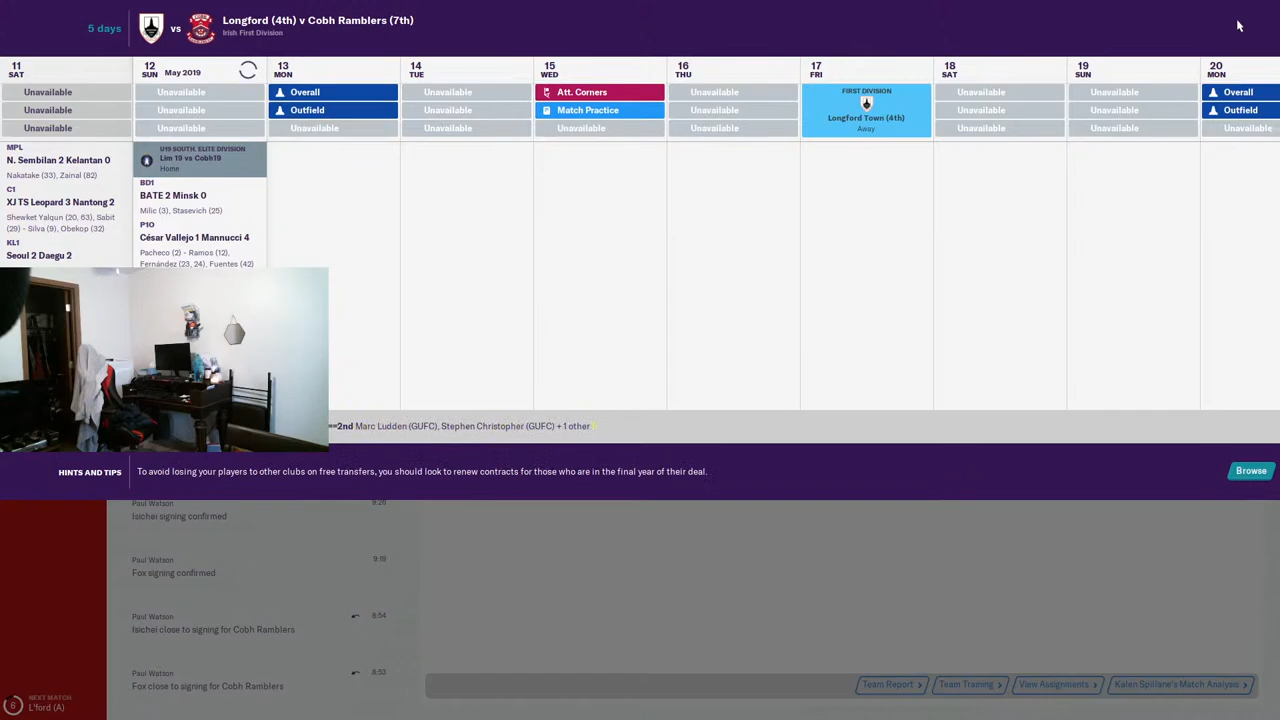 5 days
vs
Longford (4th) v Cobh Ramblers (7th)
Irish First Division
11
SAT
12
SUN
May 2019
13
MON
14
TUE
15
WED
16
THU
17
FRI
18
SAT
19
SUN
20
MON
Unavailable
Unavailable
Overall
Unavailable
Att. Corners
Unavailable
FIRST DIVISION
Longford Town (4th)
Away
Unavailable
Unavailable
Overall
Unavailable
Unavailable
Outfield
Unavailable
Match Practice
Unavailable
Unavailable
Unavailable
Outfield
Unavailable
Unavailable
Unavailable
Unavailable
Unavailable
Unavailable
Unavailable
Unavailable
Unavailable
MPL
N. Sembilan 2 Kelantan 0
Nakatake (33), Zainal (82)
C1
XJ TS Leopard 3 Nantong 2
Shewket Yalqun (20, 63), Sabit
(29) - Silva (9), Obekop (32)
KL1
Seoul 2 Daegu 2
U19 SOUTH. ELITE DIVISION
Lim 19 vs Cobh19
Home
BD1
BATE 2 Minsk 0
Milic (3), Stasevich (25)
P1O
César Vallejo 1 Mannucci 4
Pacheco (2) - Ramos (12),
Fernández (23, 24), Fuentes (42)
=2nd Marc Ludden (GUFC), Stephen Christopher (GUFC) + 1 other
HINTS AND TIPS
To avoid losing your players to other clubs on free transfers, you should look to renew contracts for those who are in the final year of their deal.
Browse
Paul Watson
9:26
Isichei signing confirmed
Paul Watson
9:19
Fox signing confirmed
Paul Watson
8:54
Isichei close to signing for Cobh Ramblers
Paul Watson
8:53
Fox close to signing for Cobh Ramblers
6
NEXT MATCH
L'ford (A)
Team Report
Team Training
View Assignments
Kalen Spillane's Match Analysis